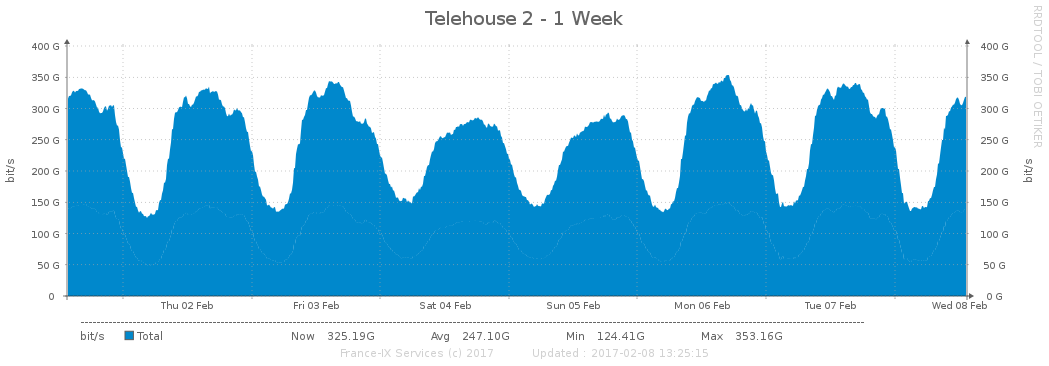 Telehouse 2 - 1 Week
RRDTOOL / TOBI OETIKER
bit/s
400 G 400 G
350 G 350 G
300 G 300 G
250 G 250 G
200 G 200 G
150 G 150 G
100 G 100 G
50 G 50 G
0 0 G
bit/s
Thu 02 Feb Fri 03 Feb Sat 04 Feb Sun 05 Feb Mon 06 Feb Tue 07 Feb Wed 08 Feb
bit/s Total Now 325.19G Avg 247.10G Min 124.41G Max 353.16G
France-IX Services (c) 2017 Updated : 2017-02-08 13:25:15